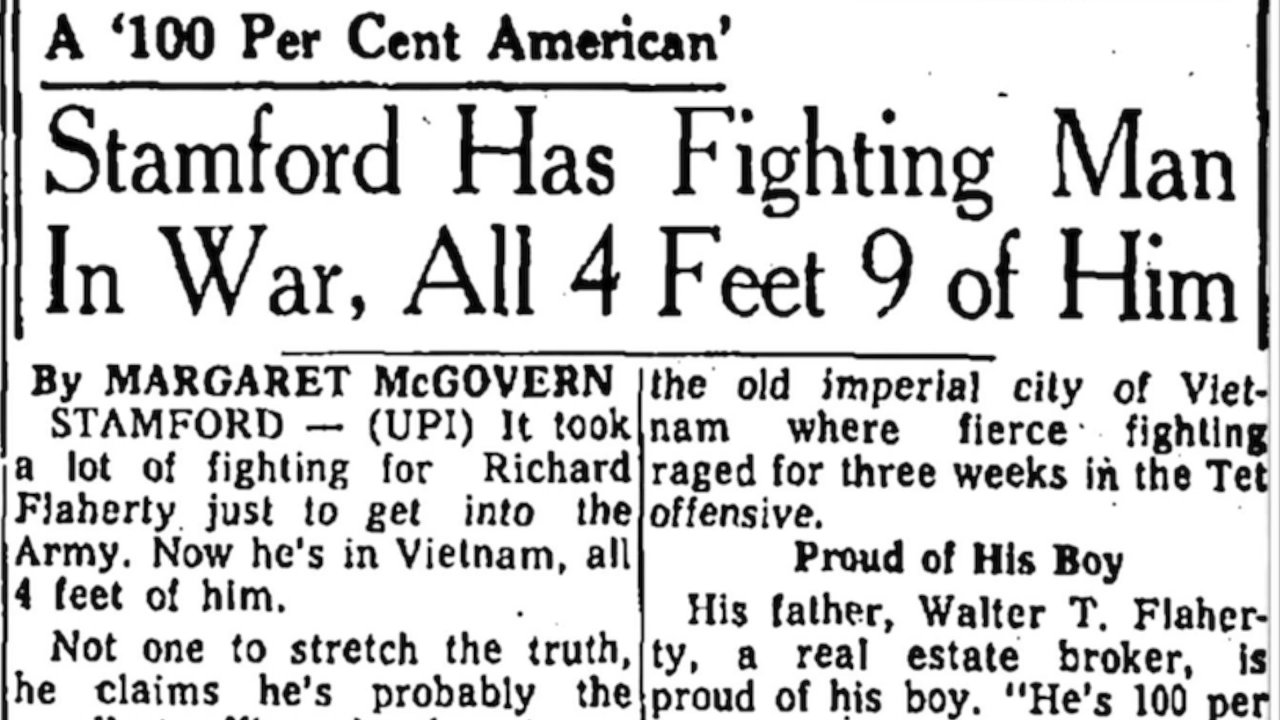 A ‘100 Per Cent American’
Stamford Has Fighting Man
In War, All 4 Feet 9 of Him
By MARGARET McGOVERN
STAMFORD — (UPI) It took
a lot of fighting for Richard
Flaherty just to get into the
Army. Now he's in Vietnam, all
4 feet of him.
Not one to stretch the truth,
he claims he's probably the
the old imperial city of Viet-
nam where fierce fighting
raged for three weeks in the Tet
offensive.
Proud of His Boy
His father, Walter T. Flaher-
ty, a real estate broker, is
proud of his boy. "He's 100 per